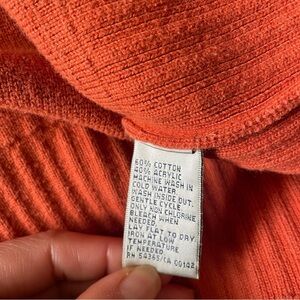 60% COTTON
40% ACRYLIC
MACHINE WASH IN
COLD WATER
WASH INSIDE OUT.
GENTLE CYCLE
ONLY NON CHLORINE
BLEACH WHEN
NEEDED
LAY FLAT TO DRY
IRON AT LOW
TEMPERATURE
IF NEEDED
RN 54365/CA 00142